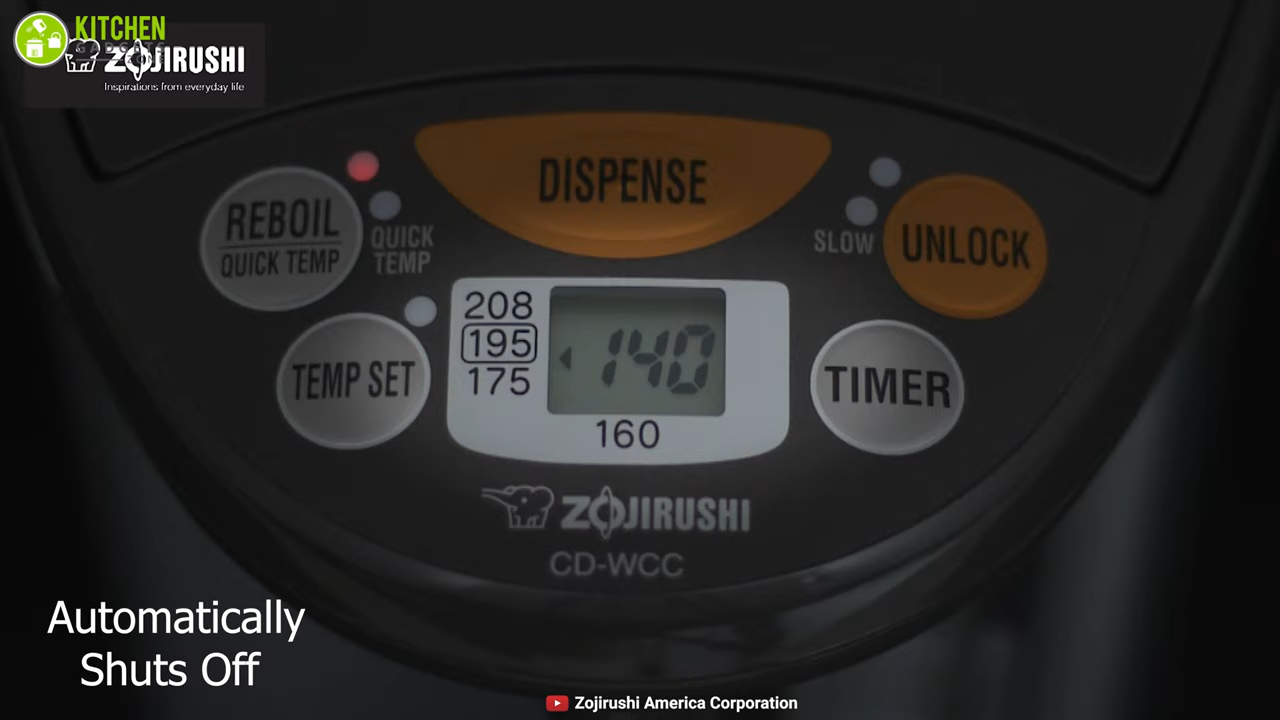 KITCHEN
GADGETS
ZOJIRUSHI
Inspirations from everyday life
DISPENSE
REBOIL
QUICK TEMP
QUICK
TEMP
SLOW
UNLOCK
TEMP SET
208
195
175
140
160
TIMER
ZOJIRUSHI
CD-WCC
Automatically
Shuts Off
Zojirushi America Corporation